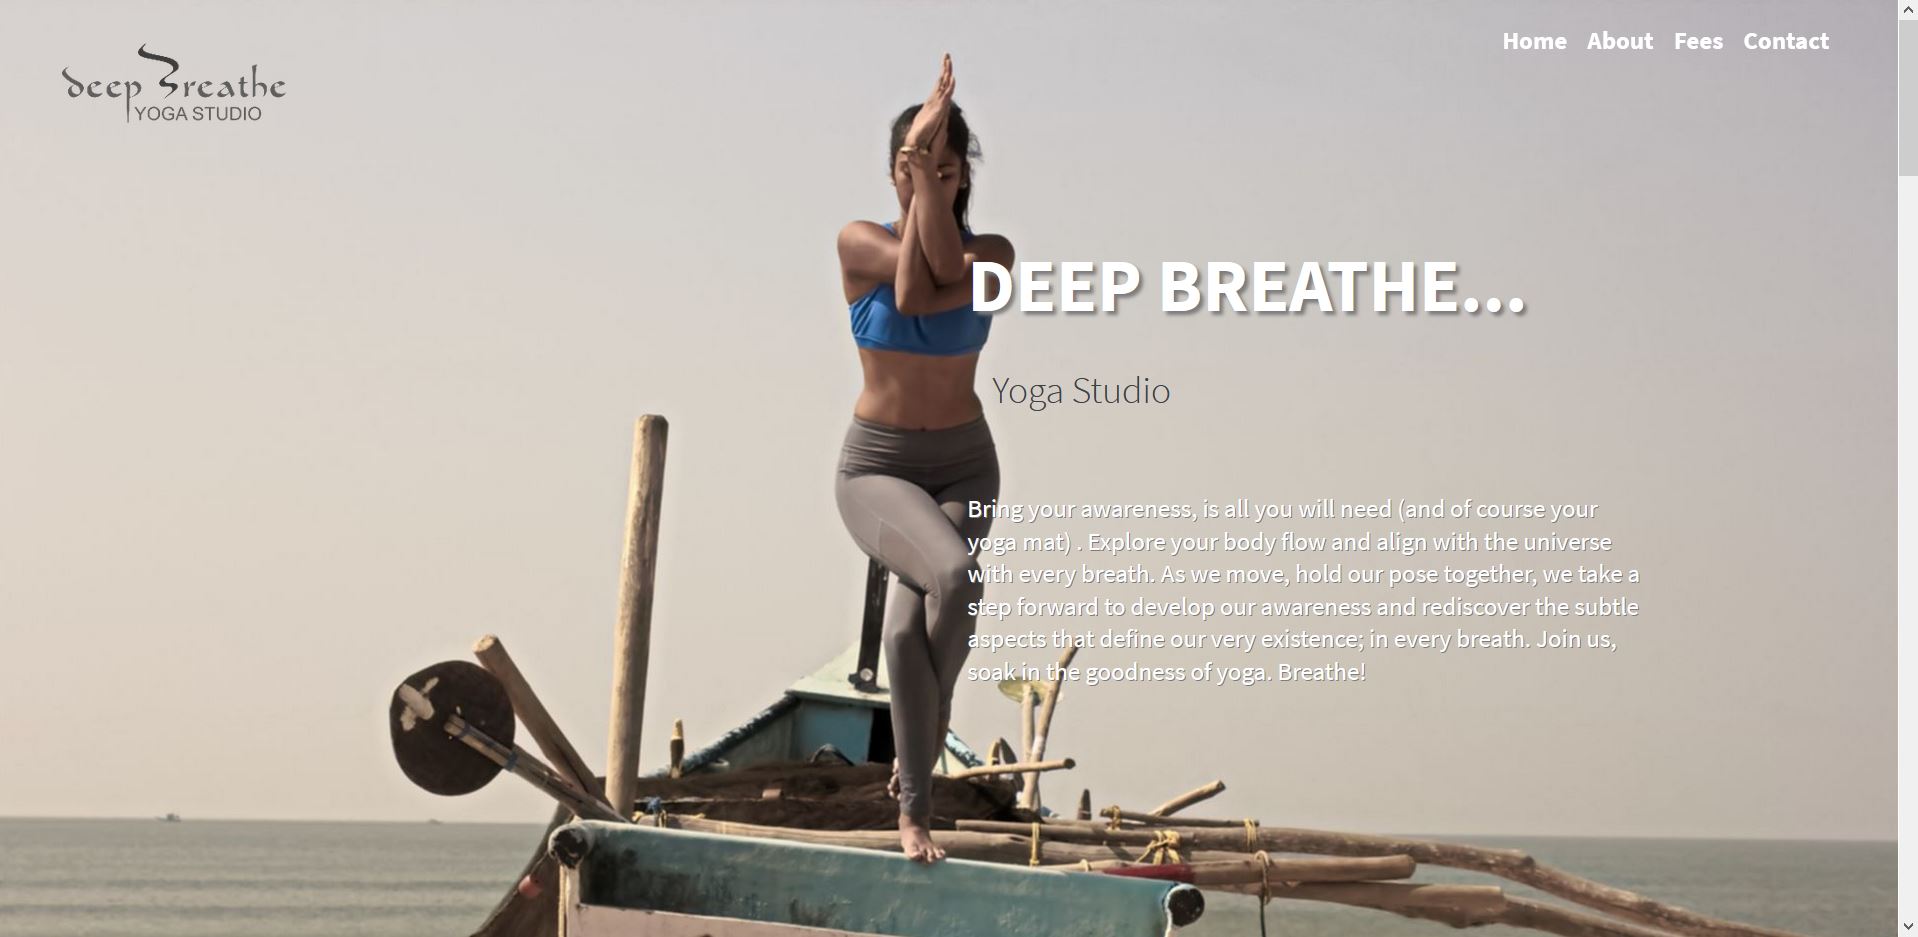 deep Breathe
YOGA STUDIO
Home About Fees Contact
DEEP BREATHE...
Yoga Studio
Bring your awareness, is all you will need (and of course your
yoga mat) . Explore your body flow and align with the universe
with every breath. As we move, hold our pose together, we take a
step forward to develop our awareness and rediscover the subtle
aspects that define our very existence; in every breath. Join us,
soak in the goodness of yoga. Breathe!